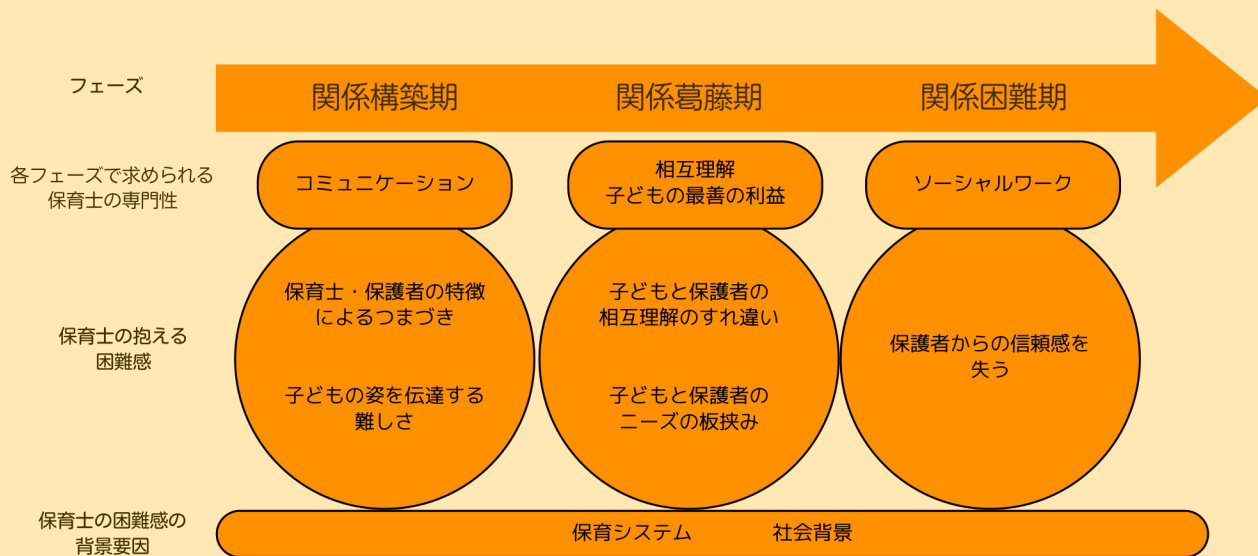 フェーズ
関係構築期
関係葛藤期
関係困難期
各フェーズで求められる
保育士の専門性
コミュニケーション
相互理解
子どもの最善の利益
ソーシャルワーク
保育士の抱える
困難感
保育士・保護者の特徴
によるつまづき
子どもの姿を伝達する
難しさ
子どもと保護者の
相互理解のすれ違い
子どもと保護者の
ニーズの板挟み
保護者からの信頼感を
失う
保育士の困難感の
背景要因
保育システム
社会背景